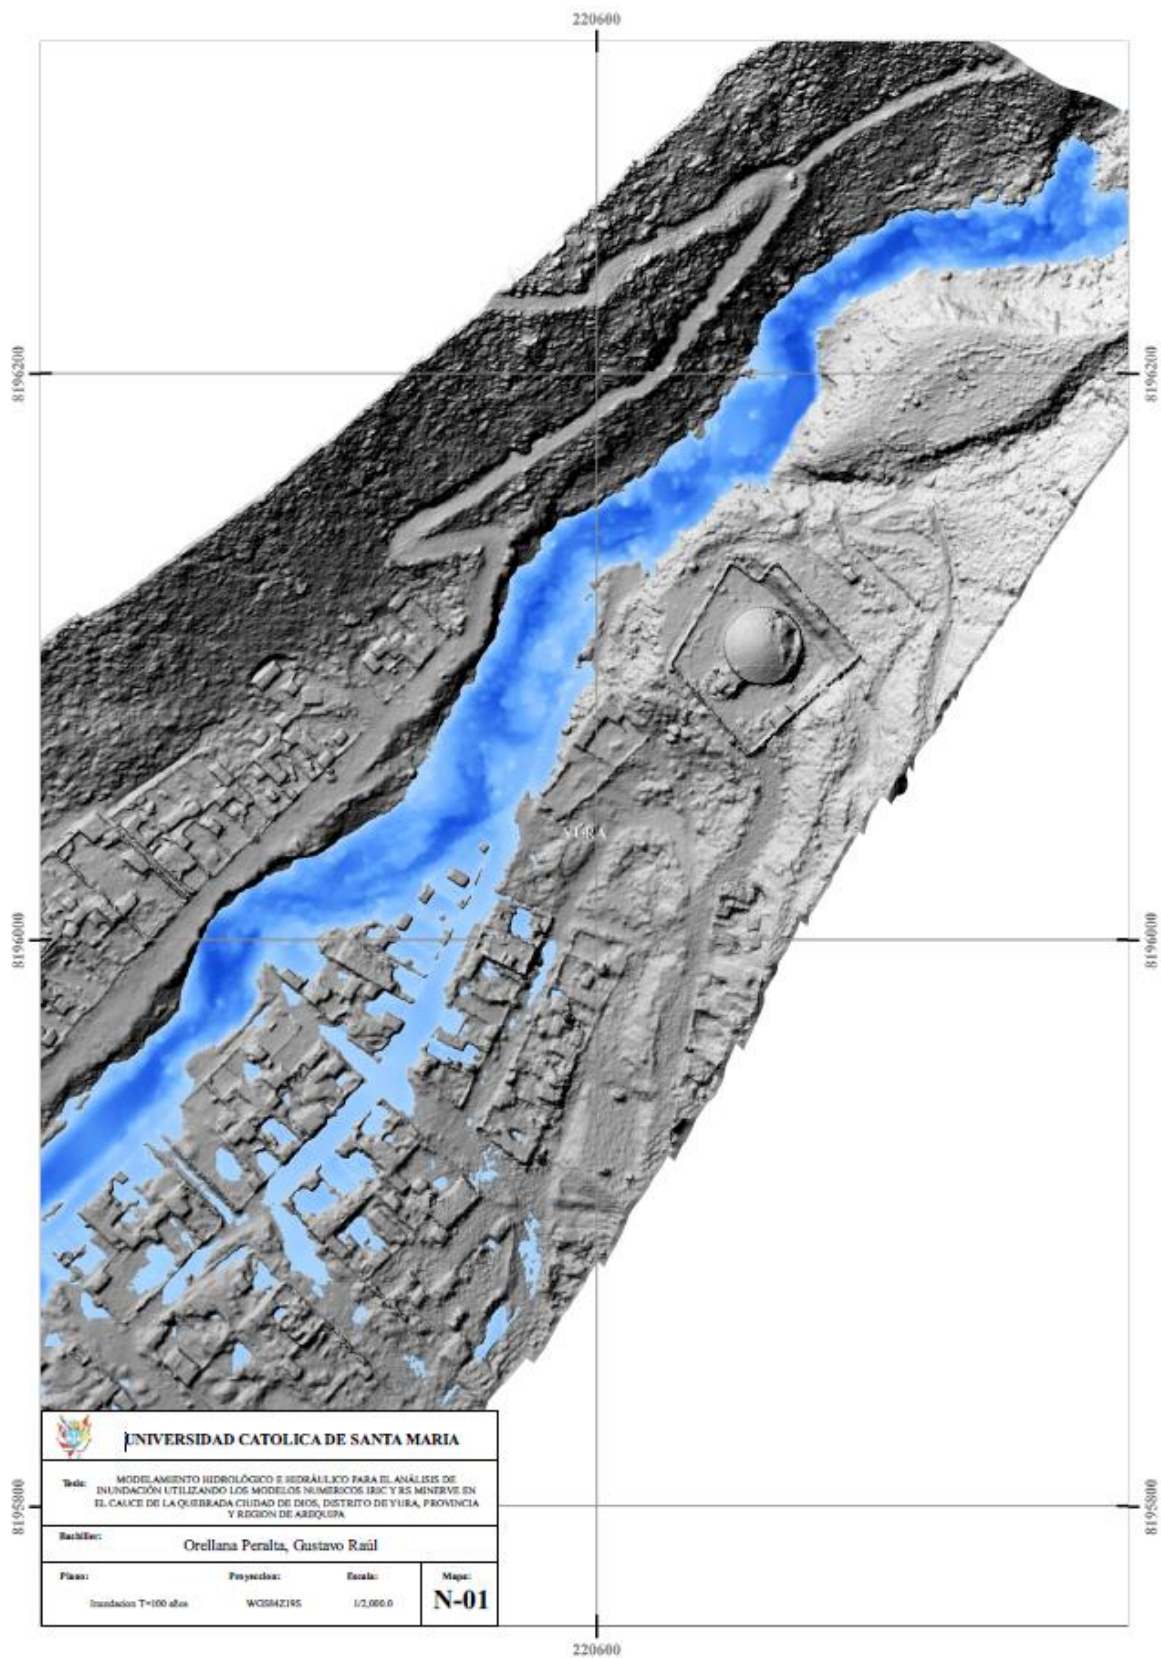 220600
8196200
8196200
YURA
8196000
8196000
UNIVERSIDAD CATOLICA DE SANTA MARIA
Tesis: MODELAMIENTO HIDROLÓGICO E HIDRÁULICO PARA EL ANÁLISIS DE
INUNDACIÓN UTILIZANDO LOS MODELOS NUMERICOS IRIC Y RS MINERVE EN
EL CAUCE DE LA QUEBRADA CIUDAD DE DIOS, DISTRITO DE YURA, PROVINCIA
Y REGION DE AREQUIPA
8195800
8195800
Bachiller:
Orellana Peralta, Gustavo Raúl
Plano: Proyeccion: Escala: Mapa:
Inundacion T=100 años WGS84Z19S 1/2,000.0 N-01
220600